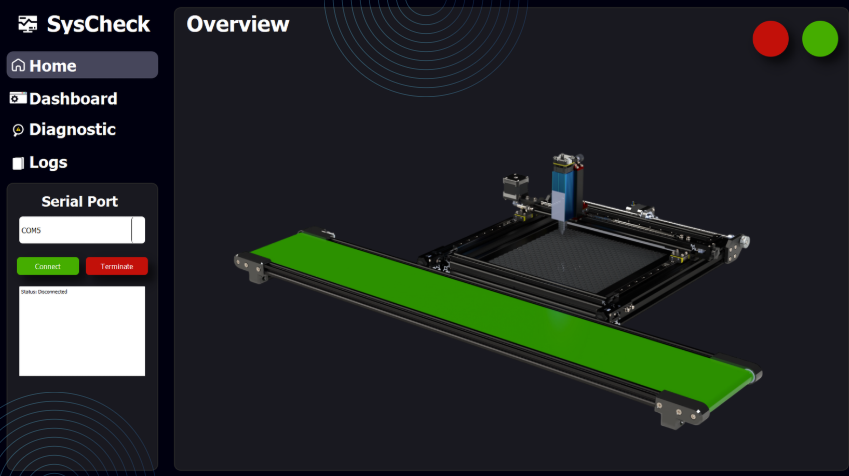 SysCheck
Overview
Home
Dashboard
Diagnostic
Logs
Serial Port
COM5
Connect
Terminate
Status: Disconnected